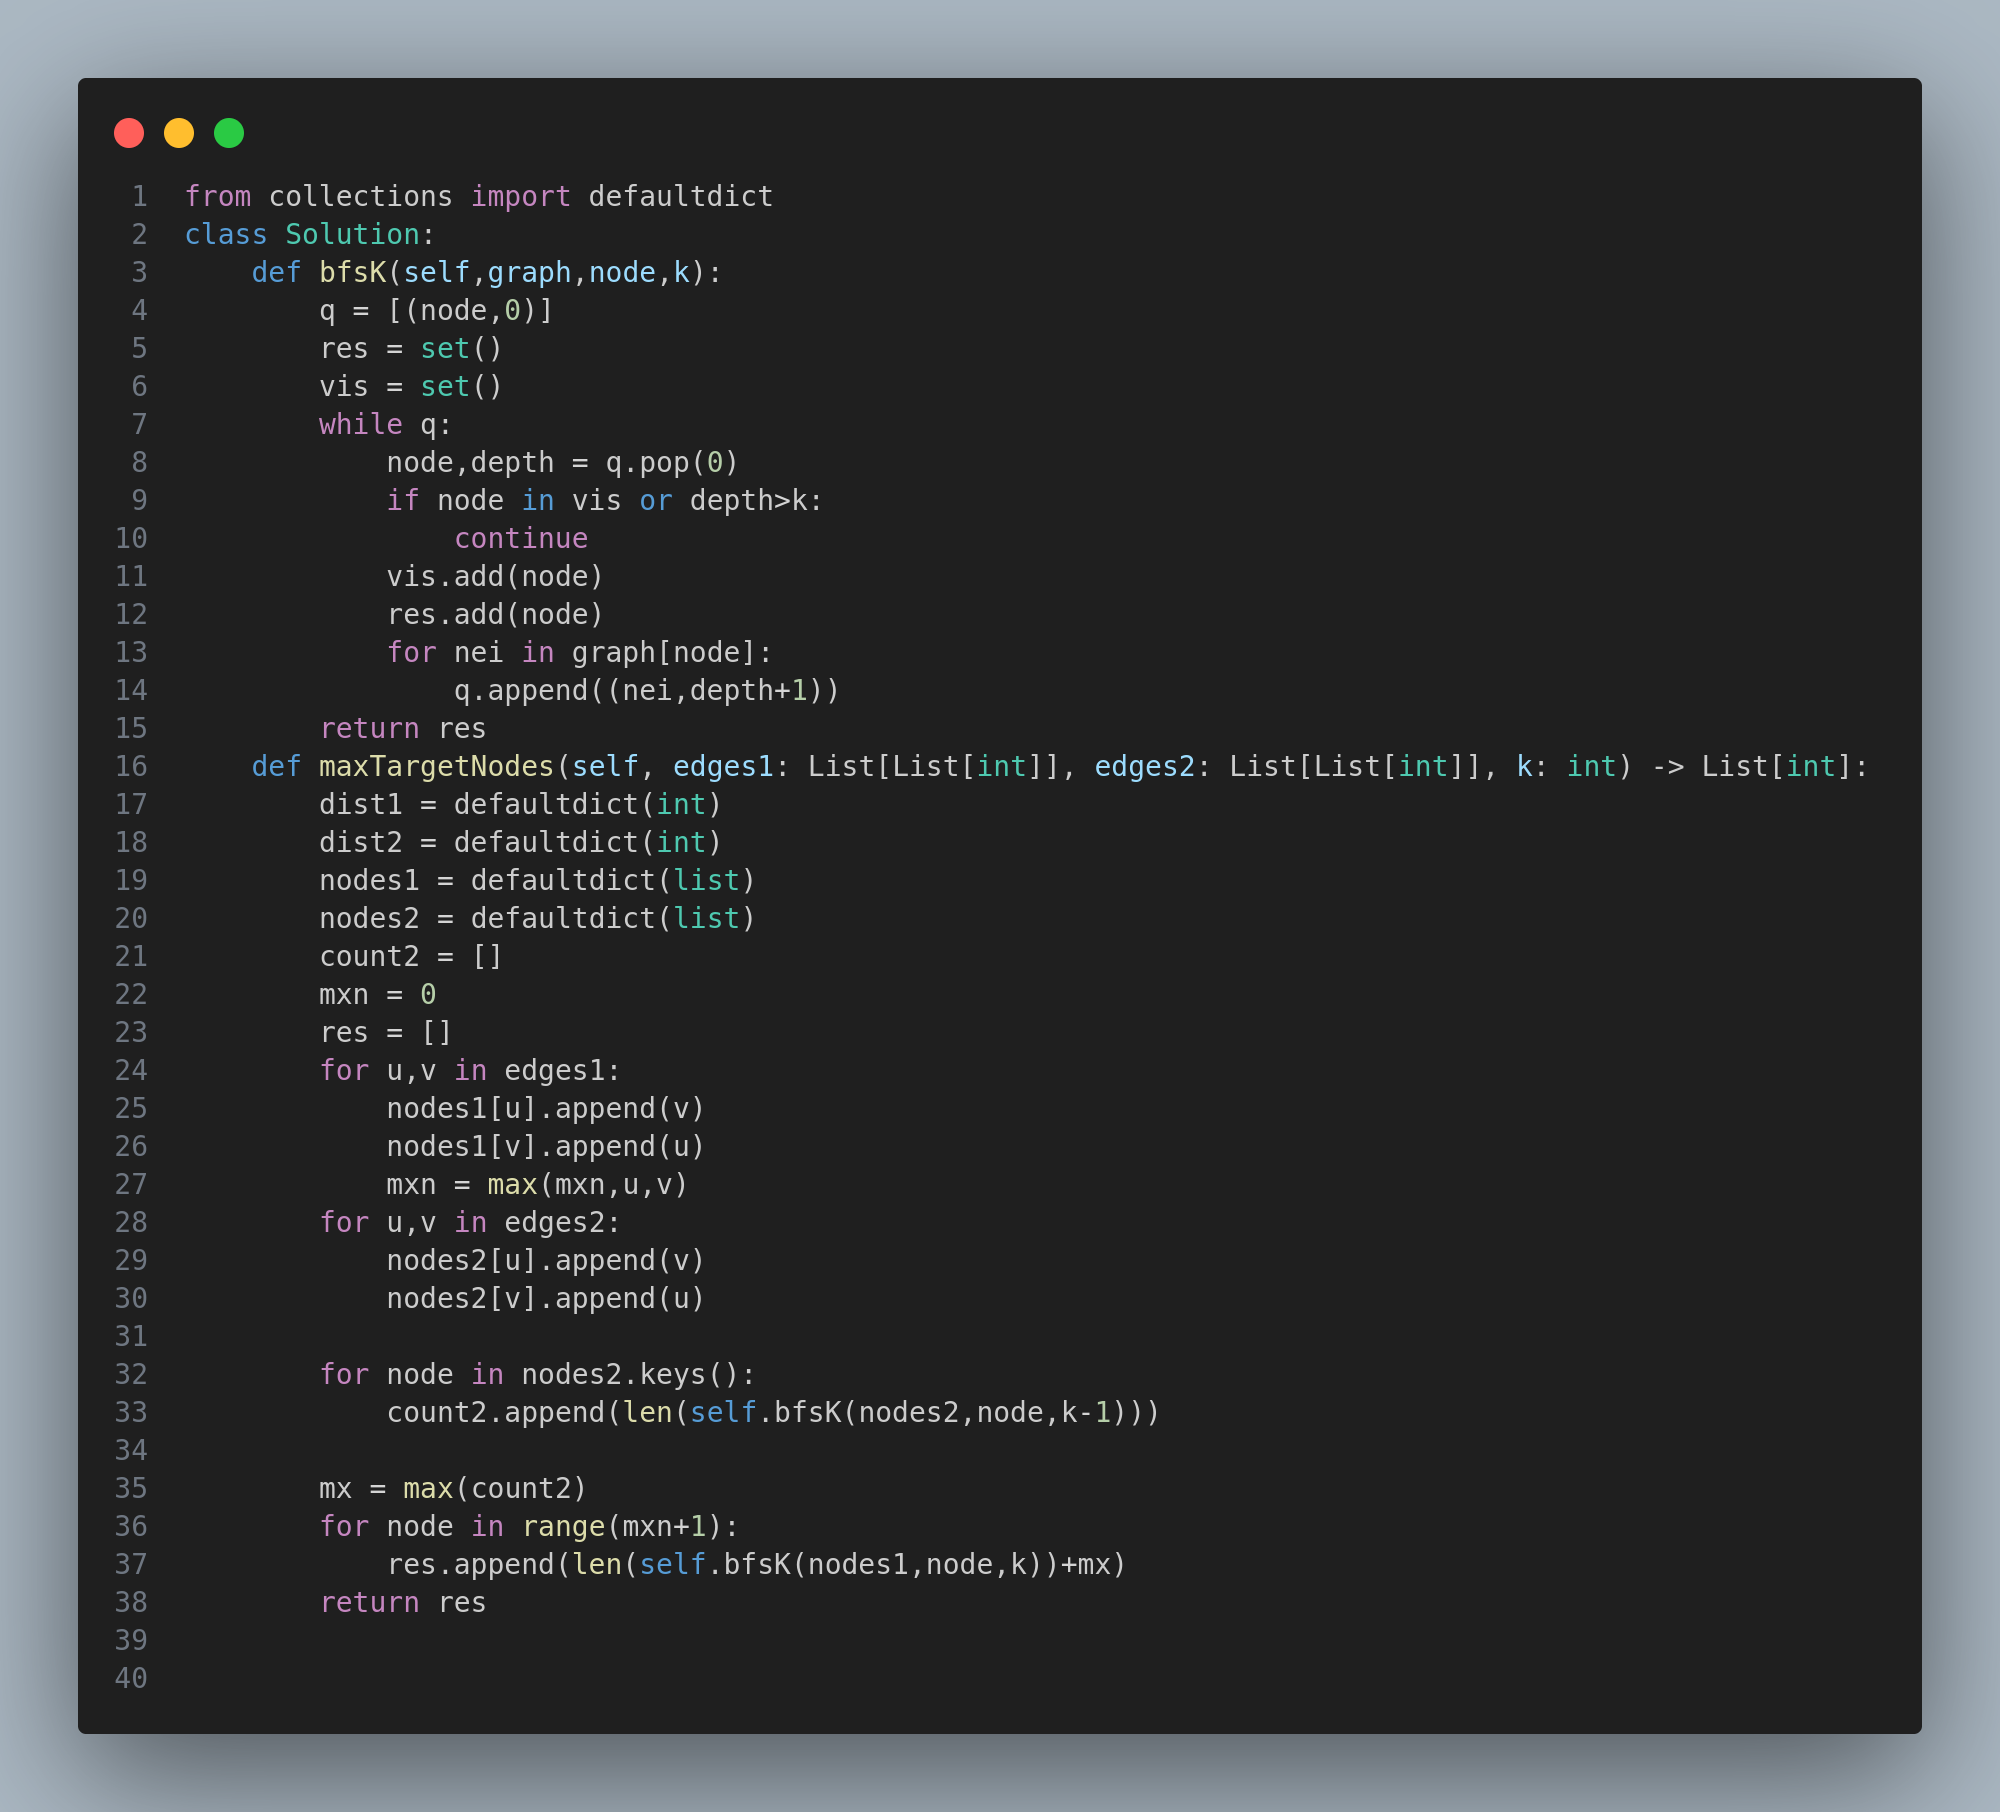 1 from collections import defaultdict
2 class Solution:
3     def bfsK(self,graph,node,k):
4         q = [(node,0)]
5         res = set()
6         vis = set()
7         while q:
8             node,depth = q.pop(0)
9             if node in vis or depth>k:
10                 continue
11             vis.add(node)
12             res.add(node)
13             for nei in graph[node]:
14                 q.append((nei,depth+1))
15         return res
16     def maxTargetNodes(self, edges1: List[List[int]], edges2: List[List[int]], k: int) -> List[int]:
17         dist1 = defaultdict(int)
18         dist2 = defaultdict(int)
19         nodes1 = defaultdict(list)
20         nodes2 = defaultdict(list)
21         count2 = []
22         mxn = 0
23         res = []
24         for u,v in edges1:
25             nodes1[u].append(v)
26             nodes1[v].append(u)
27             mxn = max(mxn,u,v)
28         for u,v in edges2:
29             nodes2[u].append(v)
30             nodes2[v].append(u)
31
32         for node in nodes2.keys():
33             count2.append(len(self.bfsK(nodes2,node,k-1)))
34
35         mx = max(count2)
36         for node in range(mxn+1):
37             res.append(len(self.bfsK(nodes1,node,k))+mx)
38         return res
39
40